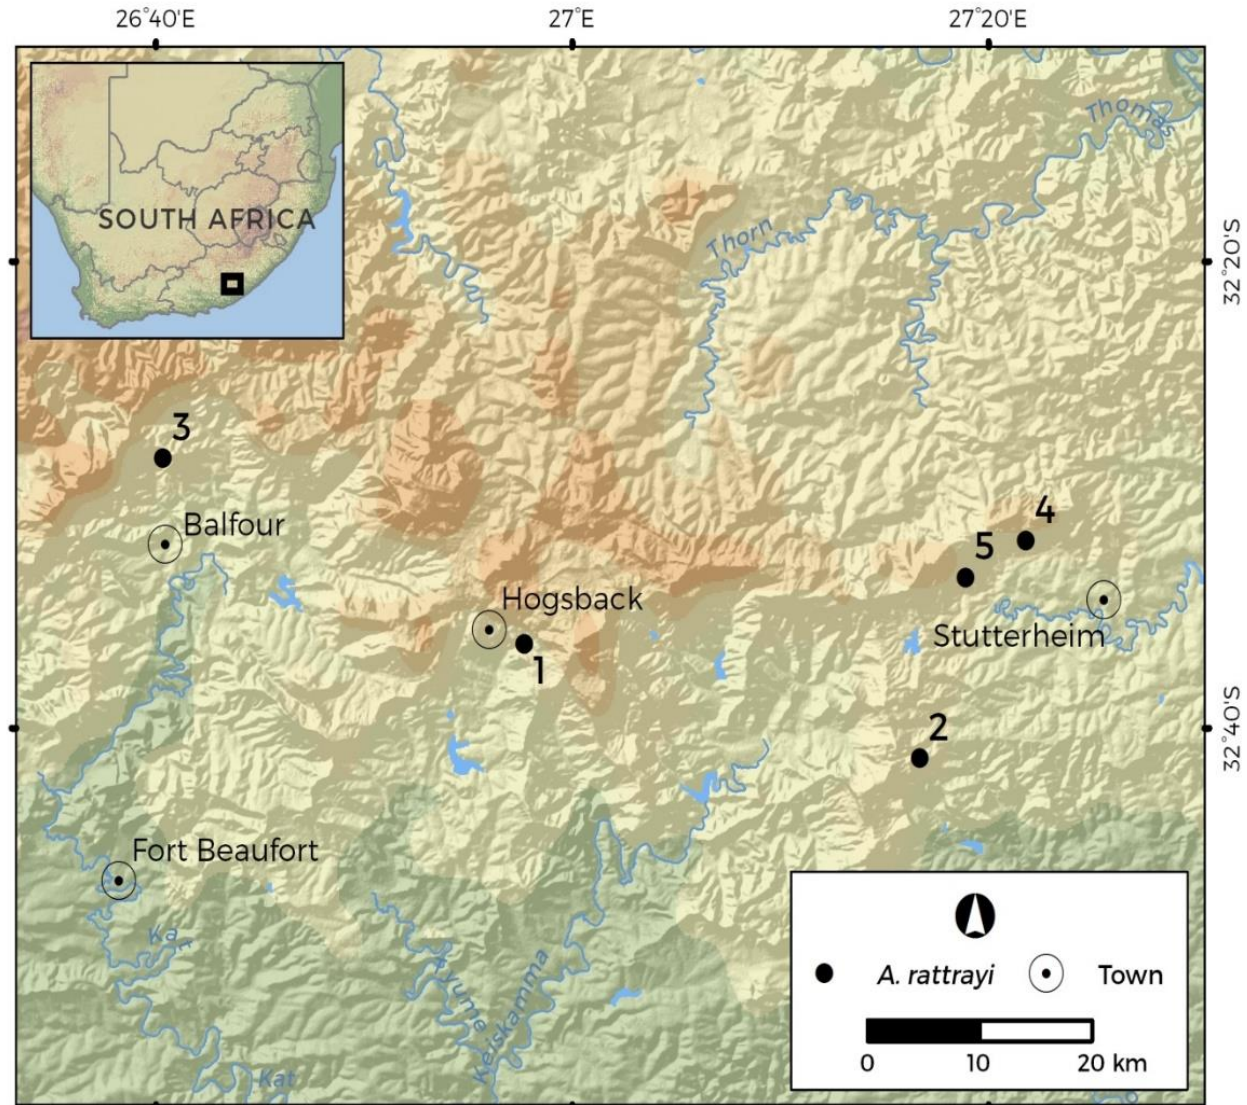 26°40'E
27°E
27°20'E
SOUTH AFRICA
Thomas
Thorn
32°20'S
3
Balfour
4
5
Hogsback
1
Stutterheim
2
32°40'S
Fort Beaufort
Kat
Tyume
Keiskamma
Kat
A. rattrayi
Town
0 10 20 km